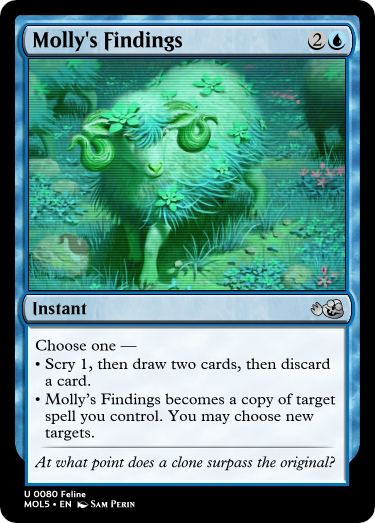 Molly's Findings 2
Instant
Choose one —
• Scry 1, then draw two cards, then discard
a card.
• Molly's Findings becomes a copy of target
spell you control. You may choose new
targets.
At what point does a clone surpass the original?
U 0080 Feline
MOL5 • EN Sam Perin